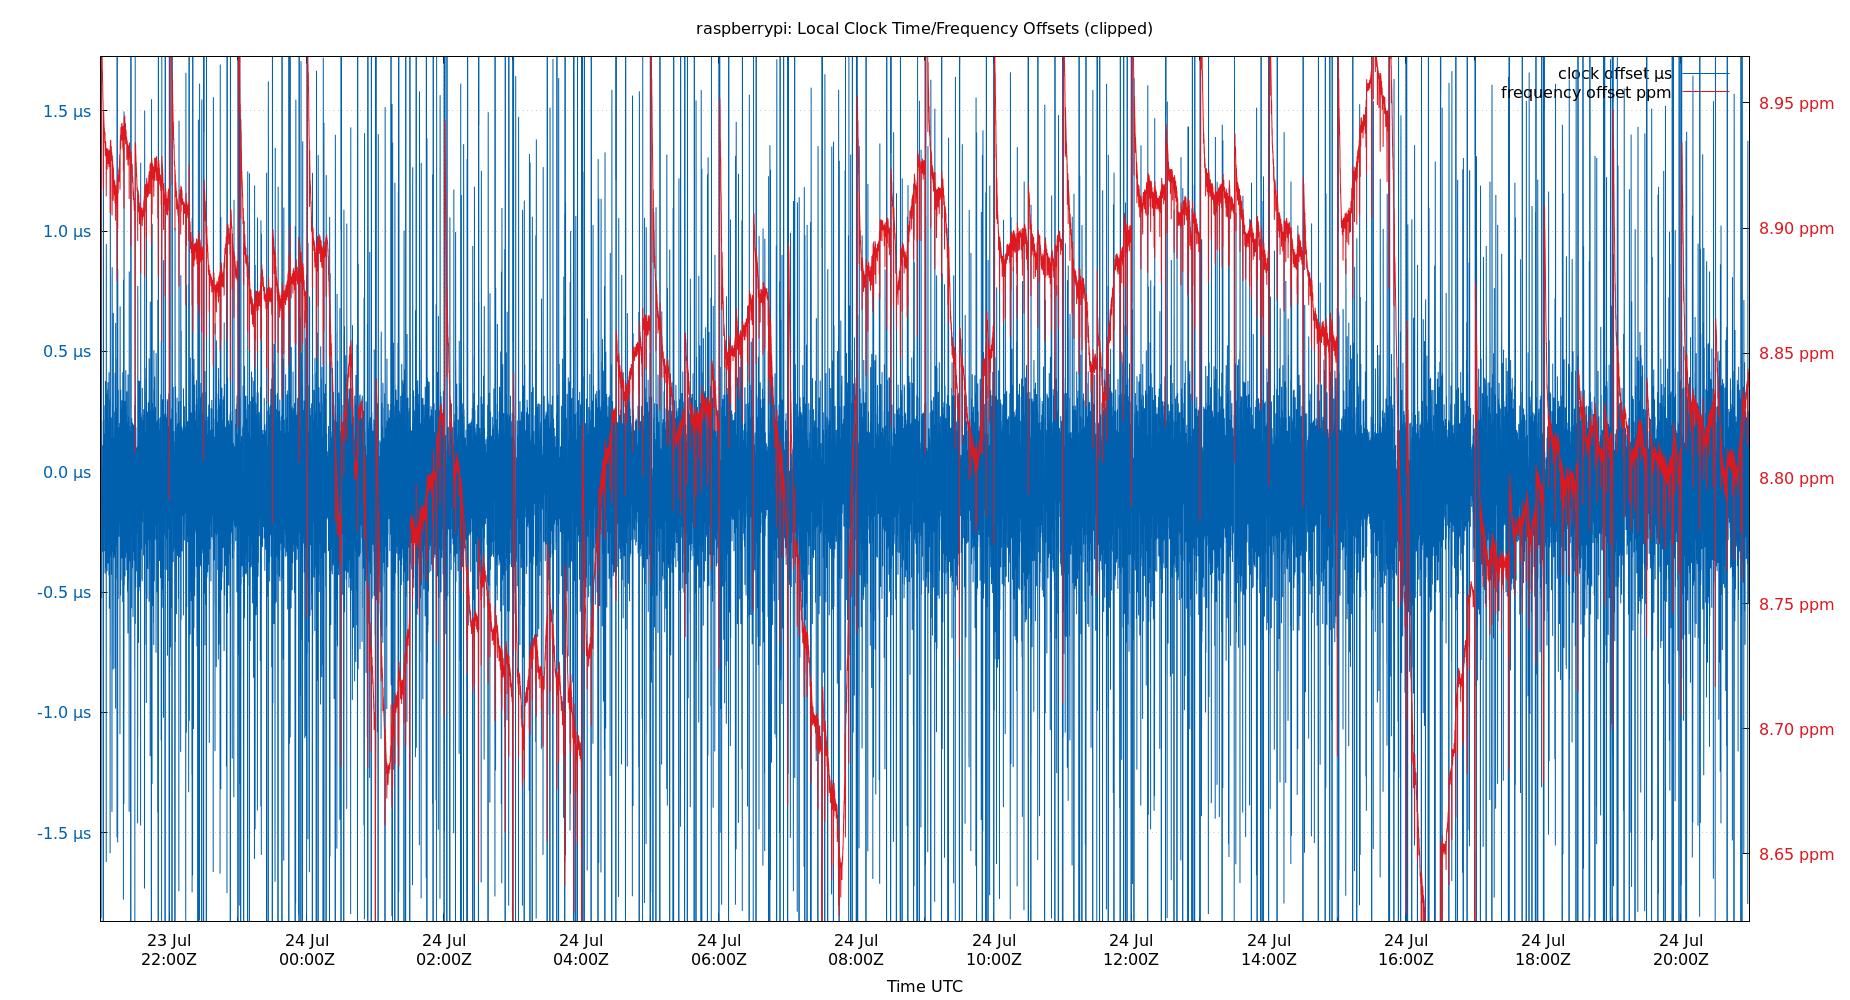 raspberrypi: Local Clock Time/Frequency Offsets (clipped)
clock offset µs
frequency offset ppm
1.5 µs
1.0 µs
0.5 µs
0.0 µs
-0.5 µs
-1.0 µs
-1.5 µs
8.95 ppm
8.90 ppm
8.85 ppm
8.80 ppm
8.75 ppm
8.70 ppm
8.65 ppm
23 Jul 24 Jul 24 Jul 24 Jul 24 Jul 24 Jul 24 Jul 24 Jul 24 Jul 24 Jul 24 Jul 24 Jul
22:00Z 00:00Z 02:00Z 04:00Z 06:00Z 08:00Z 10:00Z 12:00Z 14:00Z 16:00Z 18:00Z 20:00Z
Time UTC